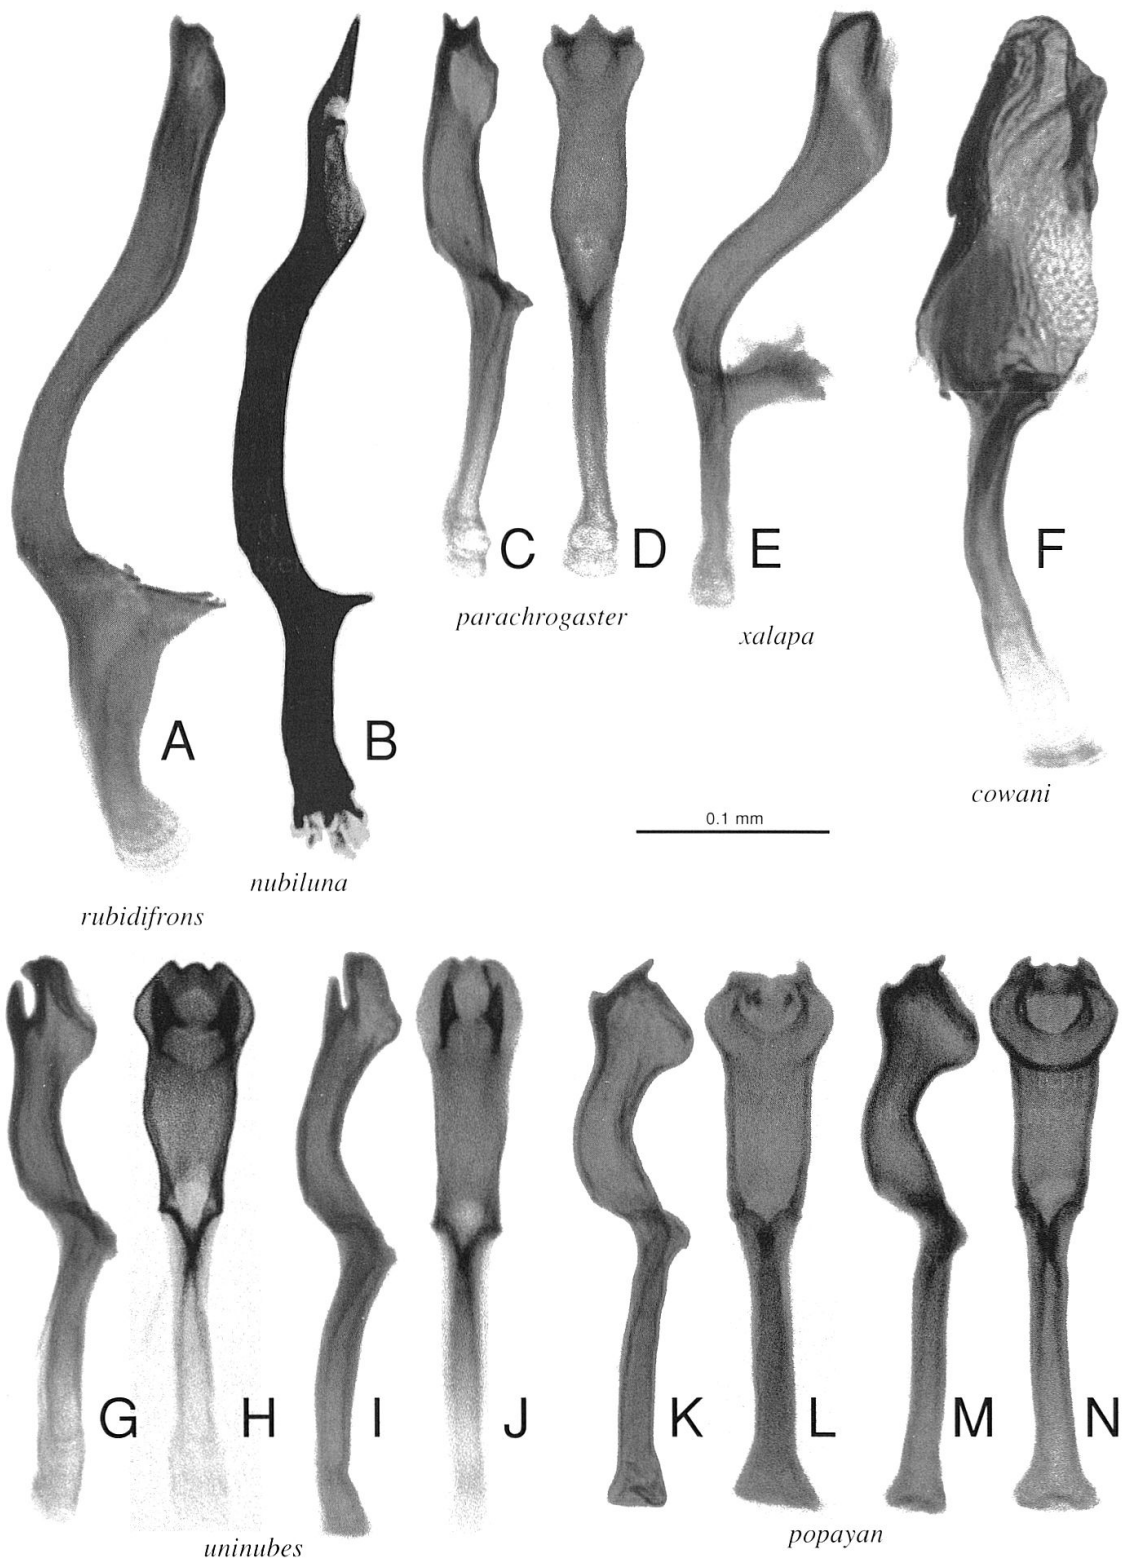 C D E F
parachrogaster
xalapa
A B
cowani
0.1 mm
nubiluna
rubidifrons
G H I J K L M N
uninubes
popayan